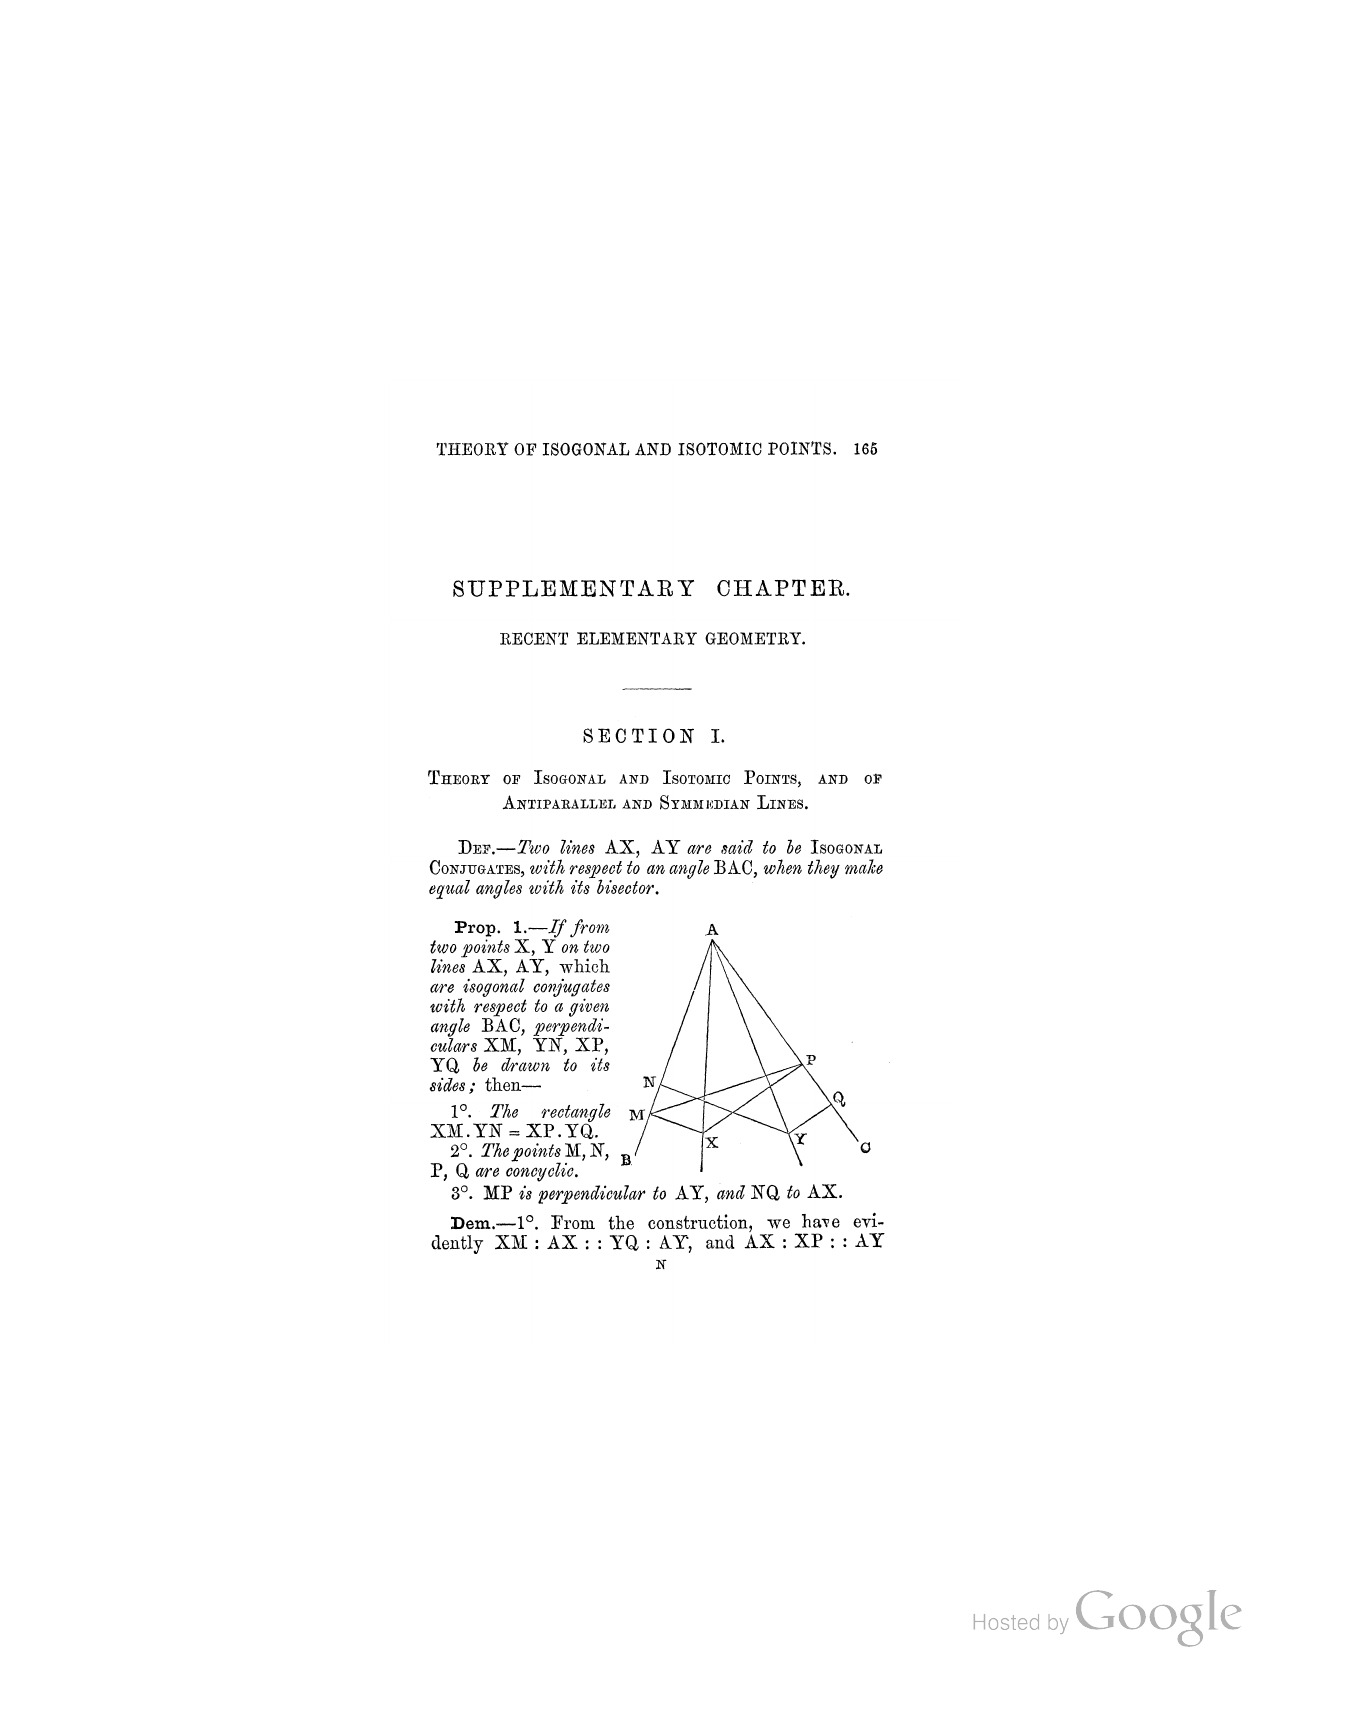 THEORY OF ISOGONAL AND ISOTOMIC POINTS. 165
SUPPLEMENTARY CHAPTER.
RECENT ELEMENTARY GEOMETRY.
SECTION I.
THEORY OF ISOGONAL AND ISOTOMIC POINTS, AND OF
ANTIPARALLEL AND SYMMEDIAN LINES.
DEF.—Two lines AX, AY are said to be ISOGONAL
CONJUGATES, with respect to an angle BAC, when they make
equal angles with its bisector.
Prop. 1.—If from
two points X, Y on two
lines AX, AY, which
are isogonal conjugates
with respect to a given
angle BAC, perpendi-
culars XM, YN, XP,
YQ be drawn to its
sides; then—
1°. The rectangle
XM.YN = XP.YQ.
2°. The points M, N,
P, Q are concyclic.
A
P
N
Q
M
X
Y
C
B
3°. MP is perpendicular to AY, and NQ to AX.
Dem.—1°. From the construction, we have evi-
dently XM : AX : : YQ : AY, and AX : XP : : AY
N
Hosted by Google